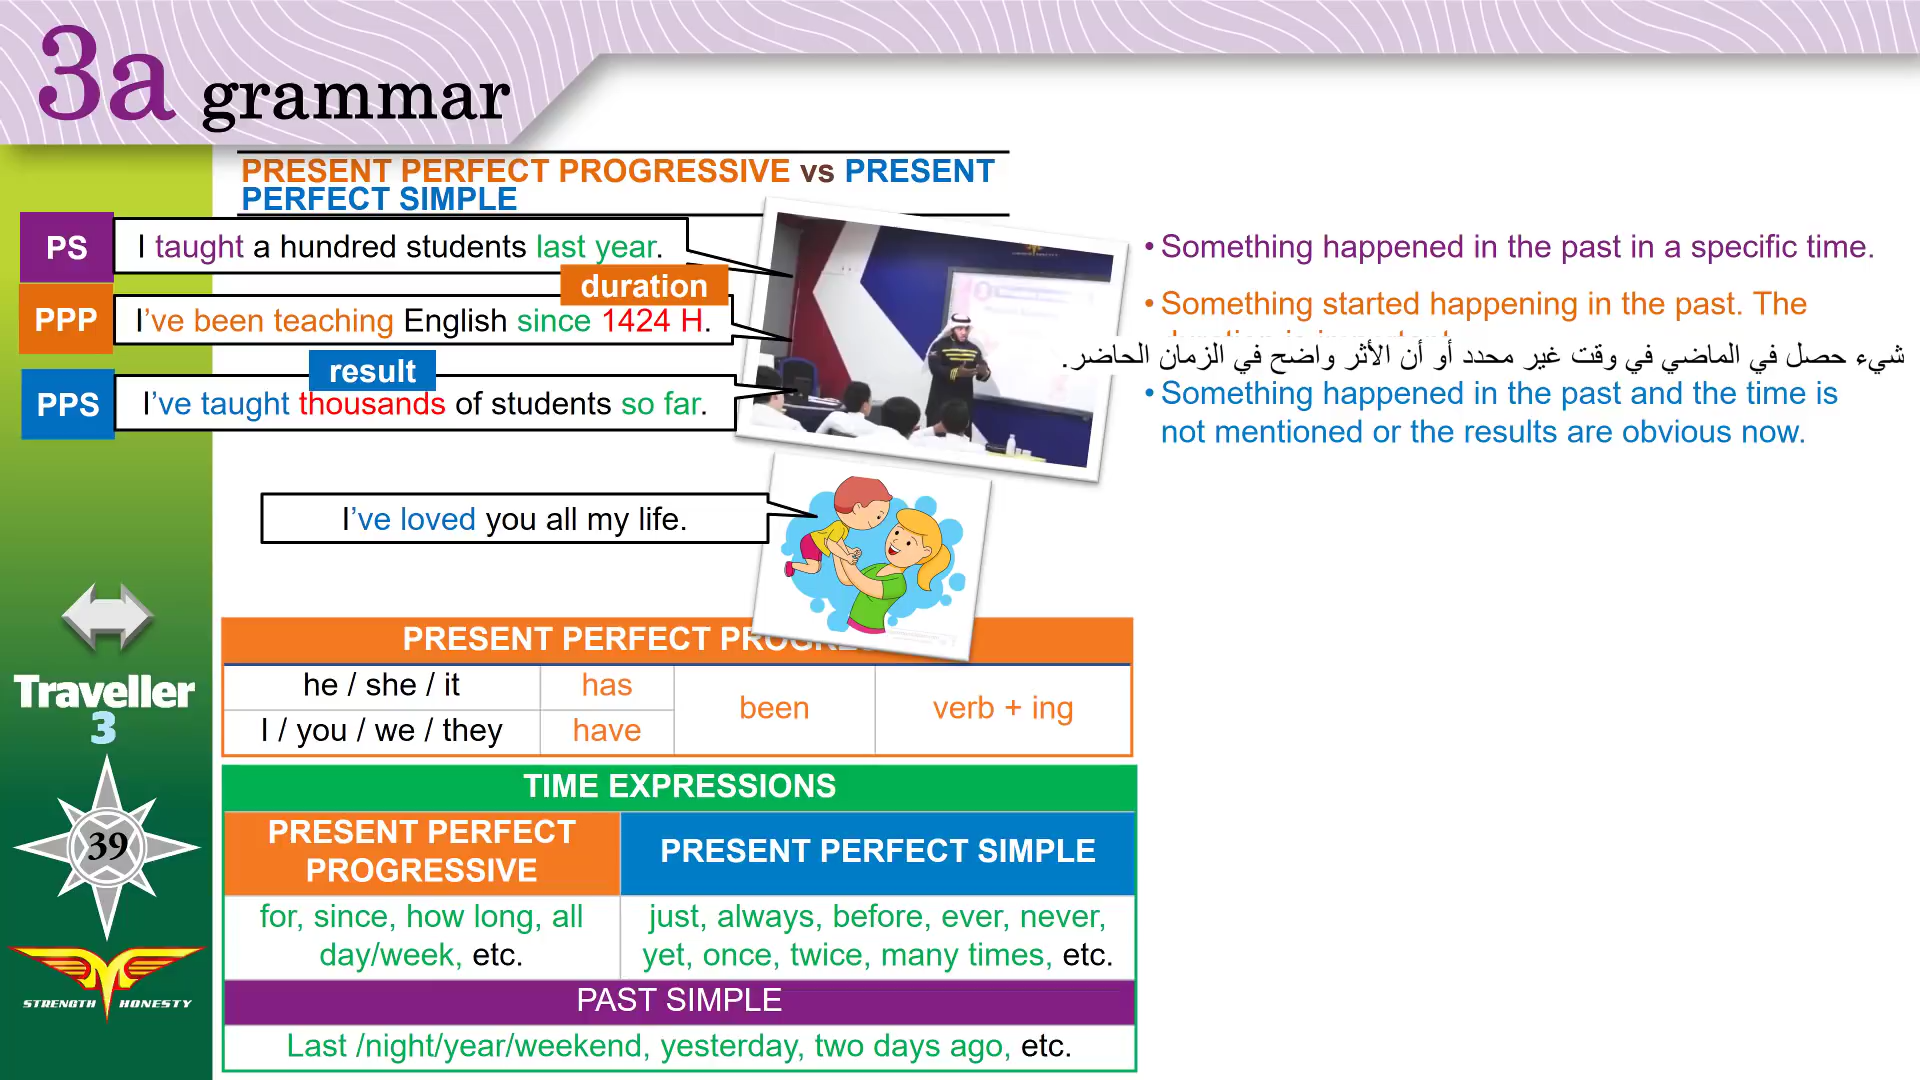 3a grammar
PRESENT PERFECT PROGRESSIVE vs PRESENT
PERFECT SIMPLE
PS
I taught a hundred students last year.
duration
PPP
I've been teaching English since 1424 H.
result
PPS
I've taught thousands of students so far.
I've loved you all my life.
• Something happened in the past in a specific time.
• Something started happening in the past. The
شيء حصل في الماضي في وقت غير محدد أو أن الأثر واضح في الزمان الحاضر.
• Something happened in the past and the time is
not mentioned or the results are obvious now.
PRESENT PERFECT
he / she / it has
been verb + ing
I / you / we / they have
TIME EXPRESSIONS
PRESENT PERFECT
PROGRESSIVE
PRESENT PERFECT SIMPLE
for, since, how long, all
day/week, etc.
just, always, before, ever, never,
yet, once, twice, many times, etc.
PAST SIMPLE
Last /night/year/weekend, yesterday, two days ago, etc.
Traveller
3
39
STRENGTH HONESTY